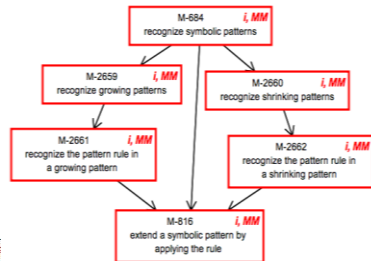 M-684 i, MM
recognize symbolic patterns
M-2659 i, MM
recognize growing patterns
M-2660 i, MM
recognize shrinking patterns
M-2661 i, MM
recognize the pattern rule in
a growing pattern
M-2662 i, MM
recognize the pattern rule in
a shrinking pattern
M-816 i, MM
extend a symbolic pattern by
applying the rule